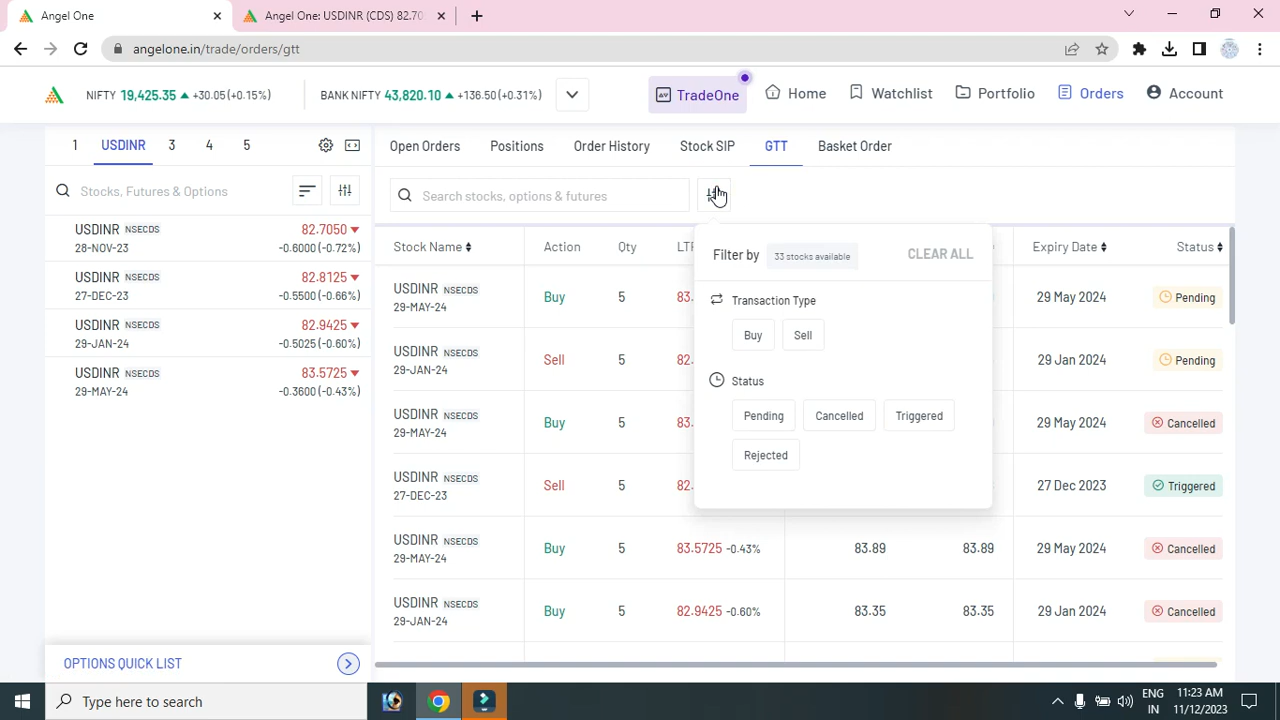 Angel One
Angel One: USDINR (CDS) 82.70
angelone.in/trade/orders/gtt
NIFTY 19,425.35 +30.05(+0.15%)
BANK NIFTY 43,820.10 +136.50(+0.31%)
TradeOne
Home
Watchlist
Portfolio
Orders
Account
1 USDINR 3 4 5
Stocks, Futures & Options
USDINR NSECDS 82.7050
28-NOV-23 -0.6000 (-0.72%)
USDINR NSECDS 82.8125
27-DEC-23 -0.5500 (-0.66%)
USDINR NSECDS 82.9425
29-JAN-24 -0.5025 (-0.60%)
USDINR NSECDS 83.5725
29-MAY-24 -0.3600 (-0.43%)
OPTIONS QUICK LIST
Open Orders Positions Order History Stock SIP GTT Basket Order
Search stocks, options & futures
Stock Name Action Qty Expiry Date Status
USDINR NSECDS
29-MAY-24
Buy 5 83. 29 May 2024 Pending
USDINR NSECDS
29-JAN-24
Sell 5 82. 29 Jan 2024 Pending
USDINR NSECDS
29-MAY-24
Buy 5 83. 29 May 2024 Cancelled
USDINR NSECDS
27-DEC-23
Sell 5 82. 27 Dec 2023 Triggered
USDINR NSECDS
29-MAY-24
Buy 5 83.5725 -0.43% 83.89 83.89 29 May 2024 Cancelled
USDINR NSECDS
29-JAN-24
Buy 5 82.9425 -0.60% 83.35 83.35 29 Jan 2024 Cancelled
Filter by 33 stocks available CLEAR ALL
Transaction Type
Buy Sell
Status
Pending Cancelled Triggered
Rejected
Type here to search
ENG
IN
11:23 AM
11/12/2023